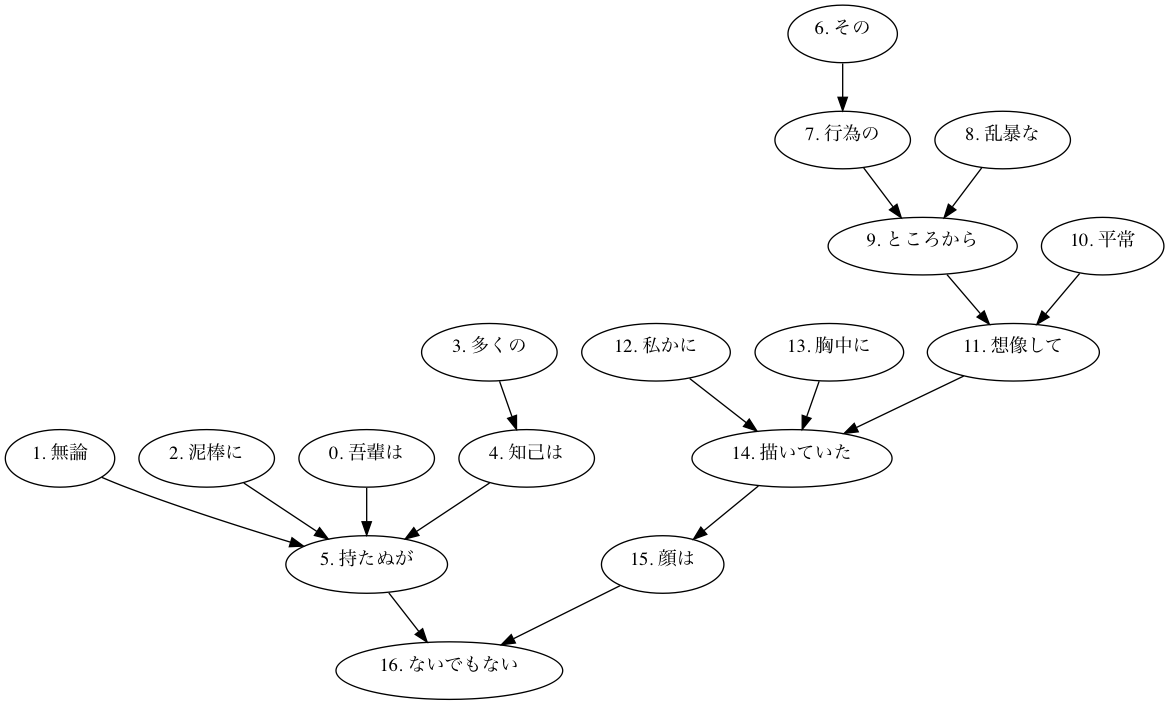 6. その
7. 行為の
8. 乱暴な
9. ところから
10. 平常
3. 多くの
12. 私かに
13. 胸中に
11. 想像して
1. 無論
2. 泥棒に
0. 吾輩は
4. 知己は
14. 描いていた
5. 持たぬが
15. 顔は
16. ないでもない